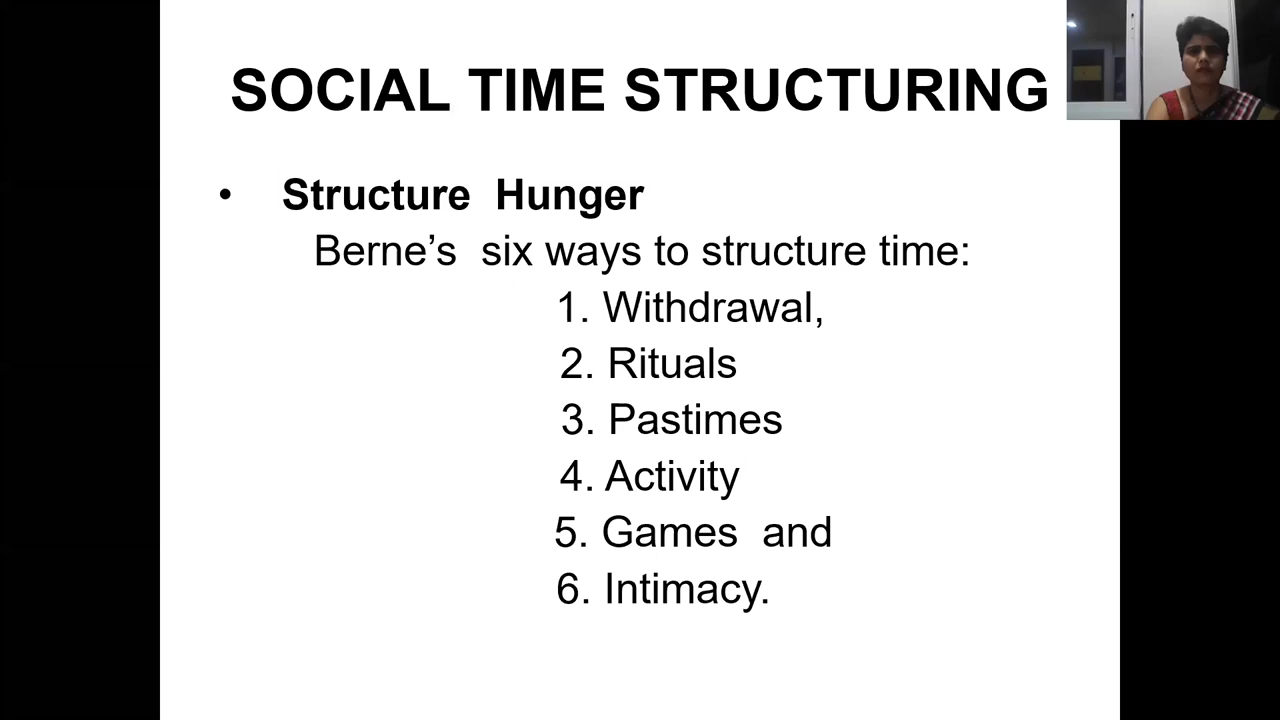 SOCIAL TIME STRUCTURING
• Structure Hunger
Berne’s six ways to structure time:
1. Withdrawal,
2. Rituals
3. Pastimes
4. Activity
5. Games and
6. Intimacy.